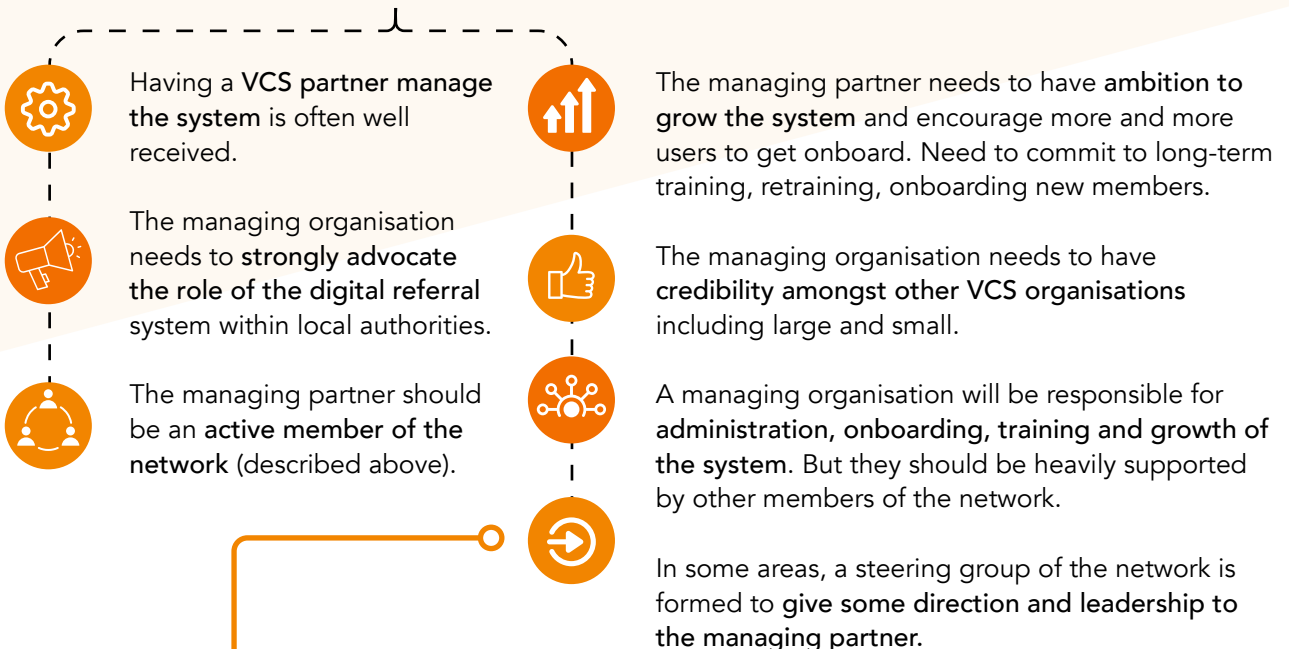 Having a VCS partner manage
the system is often well
received.
The managing organisation
needs to strongly advocate
the role of the digital referral
system within local authorities.
The managing partner should
be an active member of the
network (described above).
The managing partner needs to have ambition to
grow the system and encourage more and more
users to get onboard. Need to commit to long-term
training, retraining, onboarding new members.
The managing organisation needs to have
credibility amongst other VCS organisations
including large and small.
A managing organisation will be responsible for
administration, onboarding, training and growth of
the system. But they should be heavily supported
by other members of the network.
In some areas, a steering group of the network is
formed to give some direction and leadership to
the managing partner.